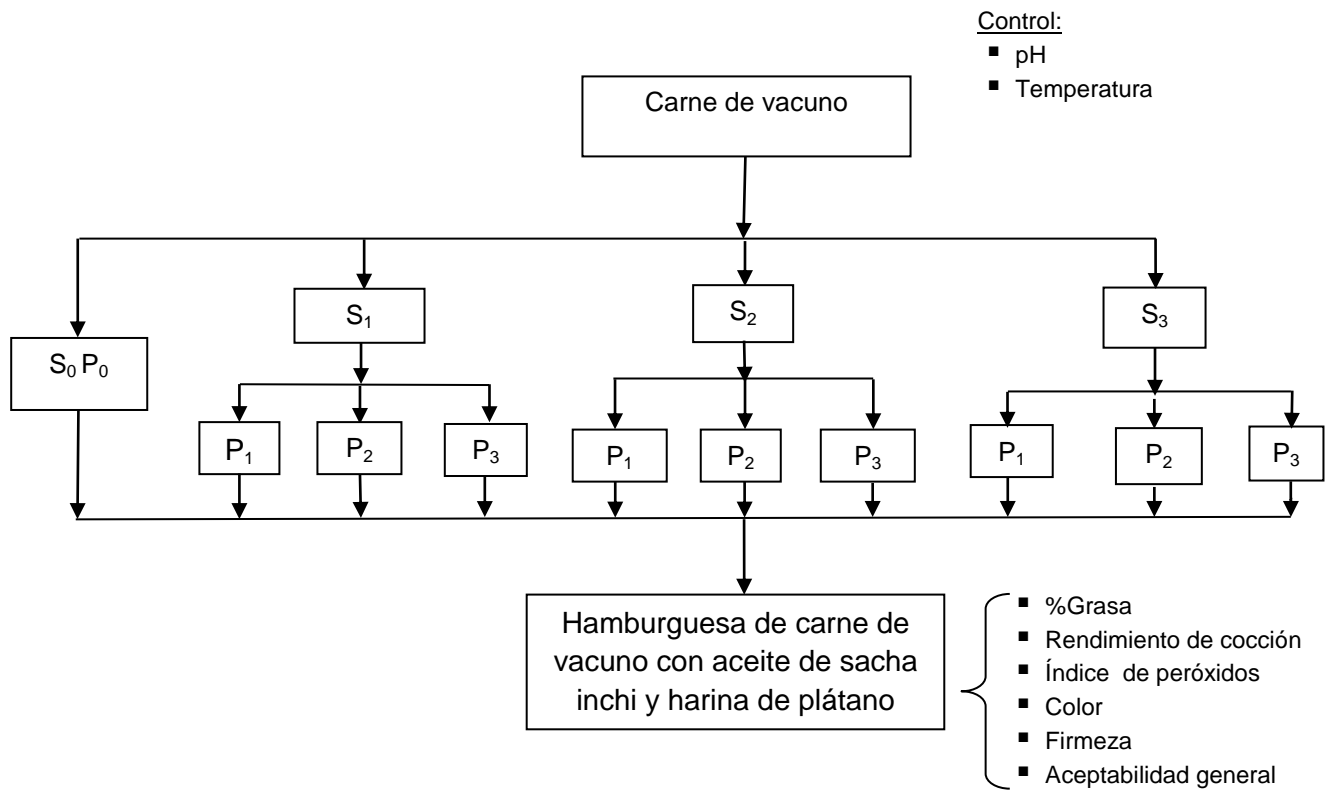 Control:
▪ pH
▪ Temperatura
Carne de vacuno
S₁
S₂
S₃
S₀ P₀
P₁
P₂
P₃
P₁
P₂
P₃
P₁
P₂
P₃
Hamburguesa de carne de
vacuno con aceite de sacha
inchi y harina de plátano
▪ %Grasa
▪ Rendimiento de cocción
▪ Índice de peróxidos
▪ Color
▪ Firmeza
▪ Aceptabilidad general